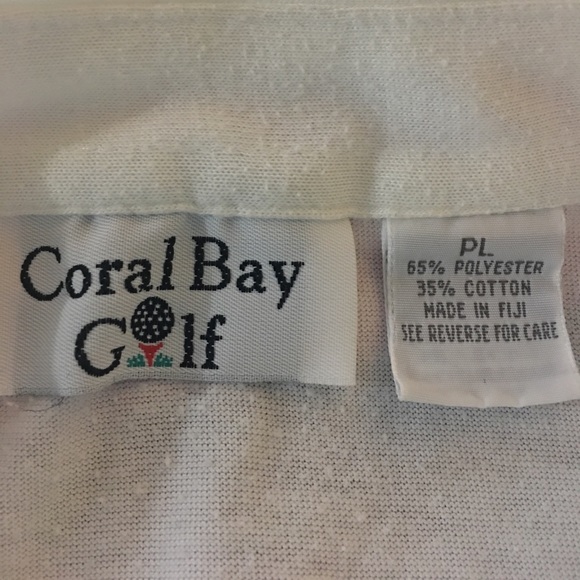 Coral Bay
Golf
PL
65% POLYESTER
35% COTTON
MADE IN FIJI
SEE REVERSE FOR CARE